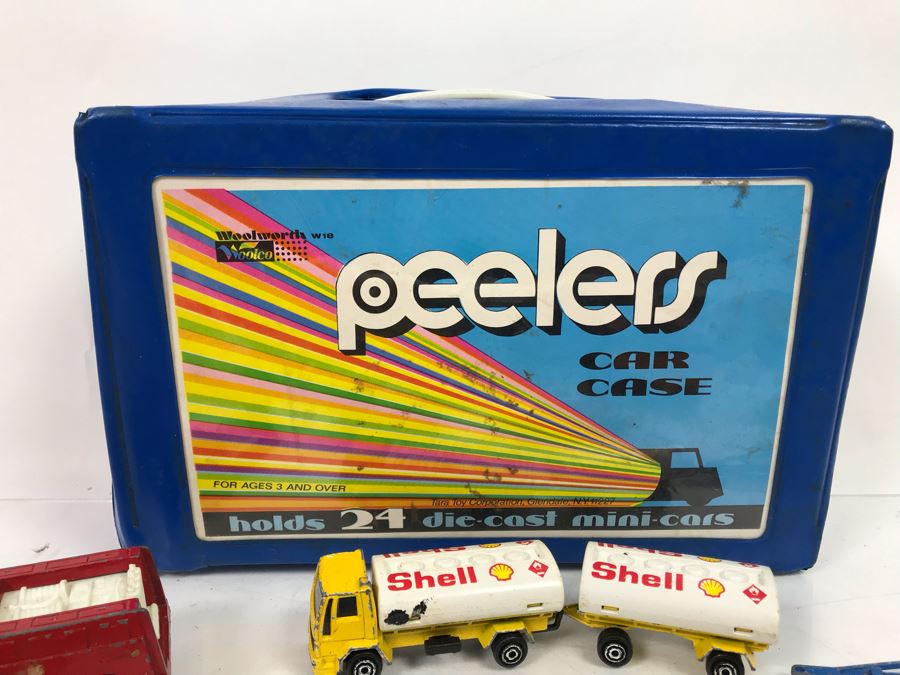 Woolworth W18
Woolco
peelers
CAR
CASE
FOR AGES 3 AND OVER
Tara Toy Corporation, Glendale, N.Y.
holds 24 die-cast mini-cars
Shell
Shell